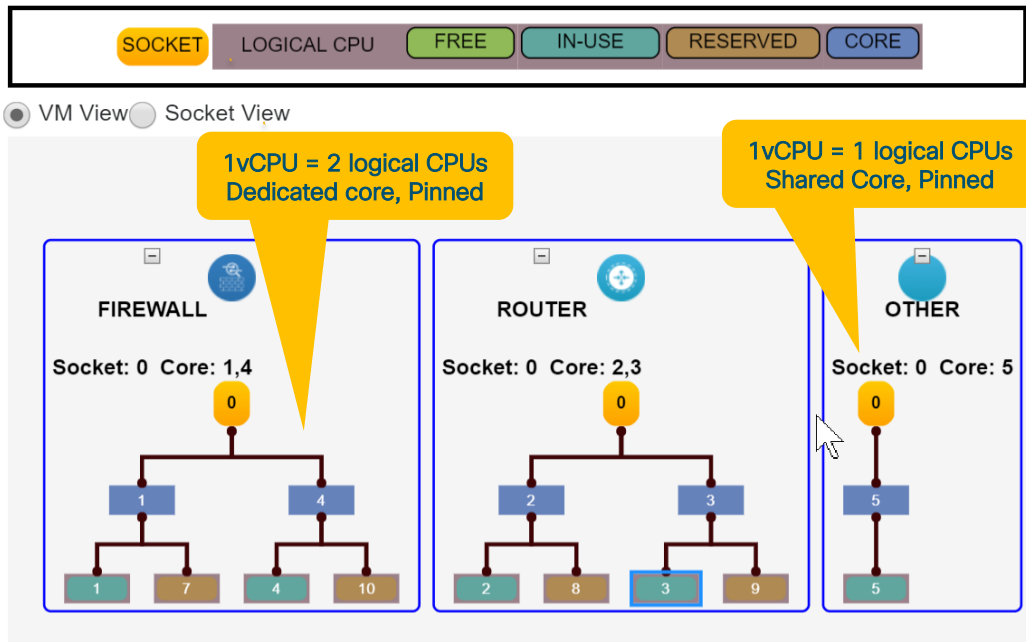 SOCKET LOGICAL CPU FREE IN-USE RESERVED CORE
VM View Socket View
1vCPU = 2 logical CPUs
Dedicated core, Pinned
1vCPU = 1 logical CPUs
Shared Core, Pinned
FIREWALL
Socket: 0 Core: 1,4
0
1 4
1 7 4 10
ROUTER
Socket: 0 Core: 2,3
0
2 3
2 8 3 9
OTHER
Socket: 0 Core: 5
0
5
5